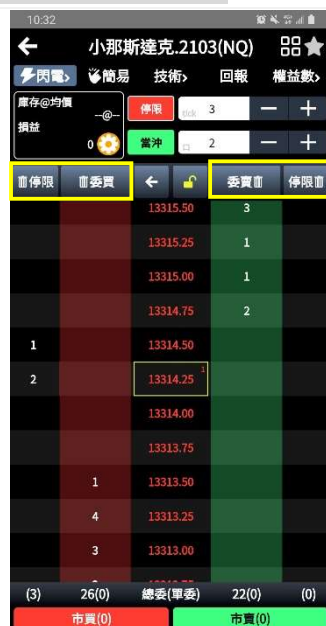 10:32
小那斯達克.2103(NQ)
閃電> 簡易 技術> 回報 權益數>
庫存@均價 --@-- 停限 tick 3 — +
損益 0 當沖 口 2 — +
停限 委買 委賣 停限
13315.50 3
13315.25 1
13315.00 1
13314.75 2
1 13314.50
2 13314.25 1
13314.00
13313.75
1 13313.50
4 13313.25
3 13313.00
(3) 26(0) 總委(單委) 22(0) (0)
市買(0) 市賣(0)